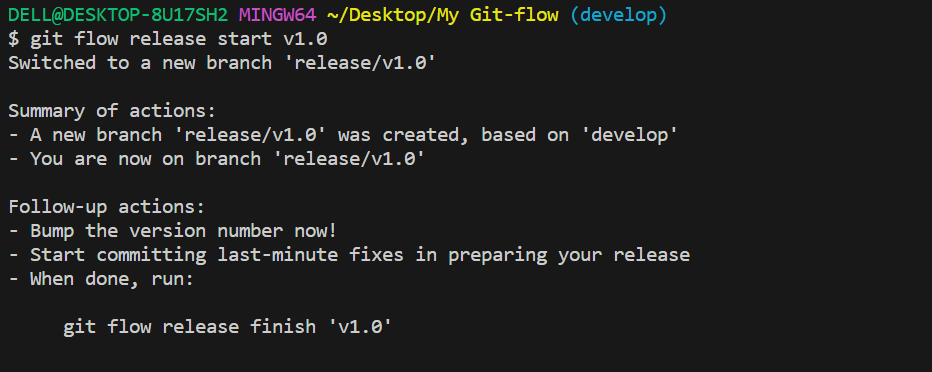 DELL@DESKTOP-8U17SH2 MINGW64 ~/Desktop/My Git-flow (develop)
$ git flow release start v1.0
Switched to a new branch 'release/v1.0'

Summary of actions:
- A new branch 'release/v1.0' was created, based on 'develop'
- You are now on branch 'release/v1.0'

Follow-up actions:
- Bump the version number now!
- Start committing last-minute fixes in preparing your release
- When done, run:

     git flow release finish 'v1.0'